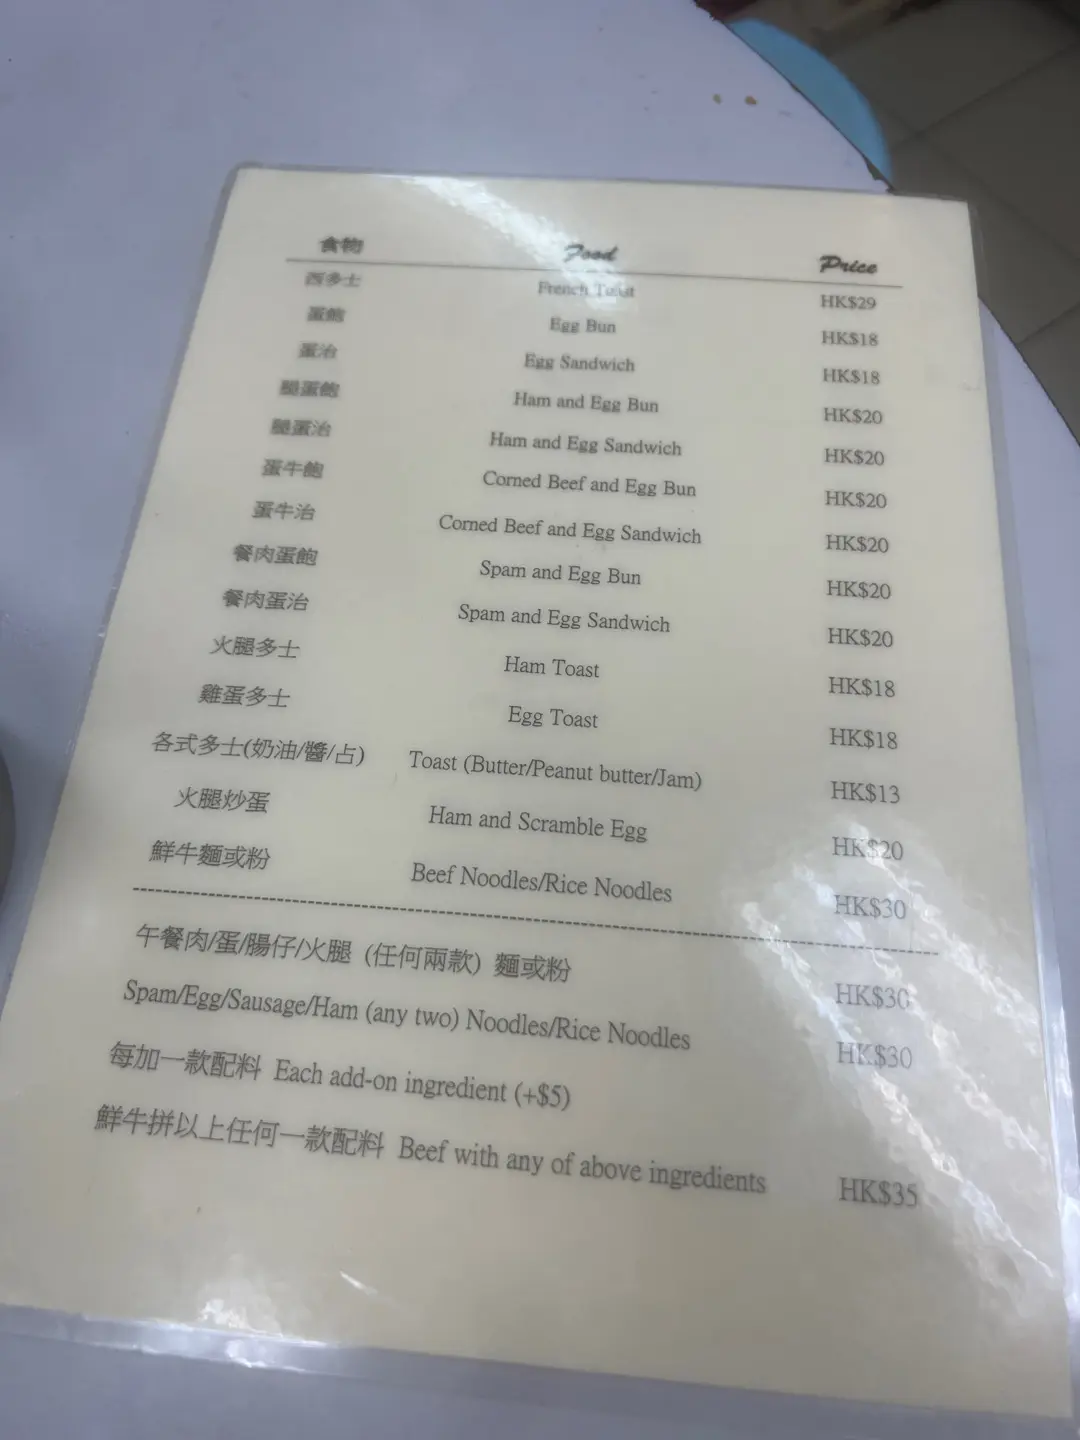 食物 Food Price
西多士 French Toast HK$29
蛋飽 Egg Bun HK$18
蛋治 Egg Sandwich HK$18
腿蛋飽 Ham and Egg Bun HK$20
腿蛋治 Ham and Egg Sandwich HK$20
蛋牛飽 Corned Beef and Egg Bun HK$20
蛋牛治 Corned Beef and Egg Sandwich HK$20
餐肉蛋飽 Spam and Egg Bun HK$20
餐肉蛋治 Spam and Egg Sandwich HK$20
火腿多士 Ham Toast HK$18
雞蛋多士 Egg Toast HK$18
各式多士(奶油/醬/占) Toast (Butter/Peanut butter/Jam) HK$13
火腿炒蛋 Ham and Scramble Egg HK$20
鮮牛麵或粉 Beef Noodles/Rice Noodles HK$30
午餐肉/蛋/腸仔/火腿 (任何兩款) 麵或粉 HK$30
Spam/Egg/Sausage/Ham (any two) Noodles/Rice Noodles HK$30
每加一款配料 Each add-on ingredient (+$5)
鮮牛拼以上任何一款配料 Beef with any of above ingredients HK$35